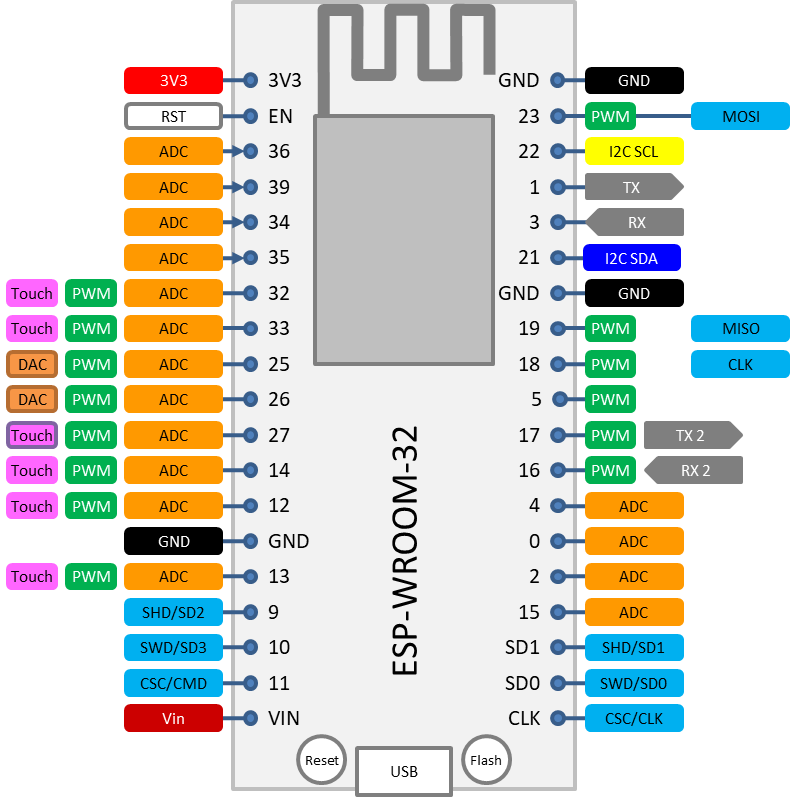 3V3 3V3 GND GND
RST EN 23 PWM MOSI
ADC 36 22 I2C SCL
ADC 39 1 TX
ADC 34 3 RX
ADC 35 21 I2C SDA
Touch PWM ADC 32 GND GND
Touch PWM ADC 33 19 PWM MISO
DAC PWM ADC 25 18 PWM CLK
DAC PWM ADC 26 5 PWM
Touch PWM ADC 27 17 PWM TX 2
Touch PWM ADC 14 16 PWM RX 2
Touch PWM ADC 12 4 ADC
GND GND 0 ADC
Touch PWM ADC 13 2 ADC
SHD/SD2 9 15 ADC
SWD/SD3 10 SD1 SHD/SD1
CSC/CMD 11 SD0 SWD/SD0
Vin VIN CLK CSC/CLK
ESP-WROOM-32
Reset USB Flash